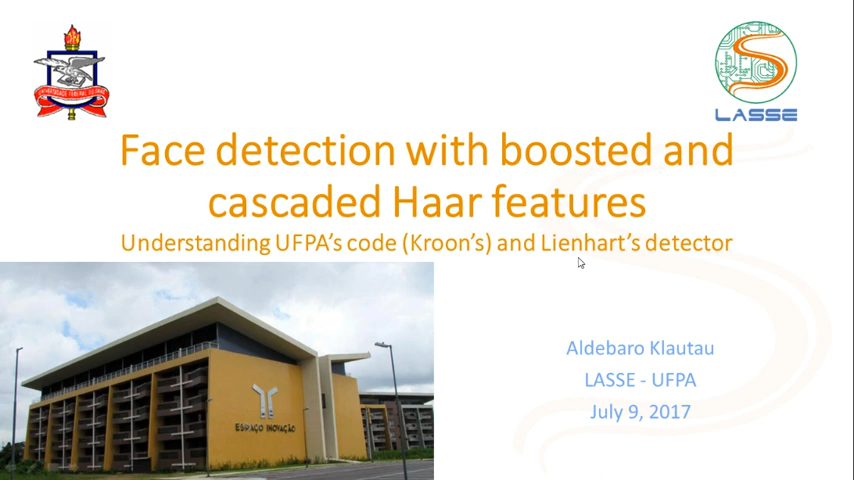 LASSE
Face detection with boosted and
cascaded Haar features
Understanding UFPA's code (Kroon's) and Lienhart's detector
ESPAÇO INOVAÇÃO
Aldebaro Klautau
LASSE - UFPA
July 9, 2017